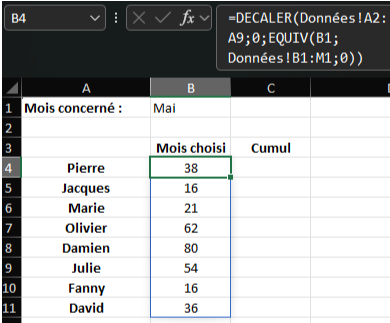 B4 fx =DECALER(Données!A2:
A9;0;EQUIV(B1;
Données!B1:M1;0))
A B C
1 Mois concerné : Mai
2
3 Mois choisi Cumul
4 Pierre 38
5 Jacques 16
6 Marie 21
7 Olivier 62
8 Damien 80
9 Julie 54
10 Fanny 16
11 David 36